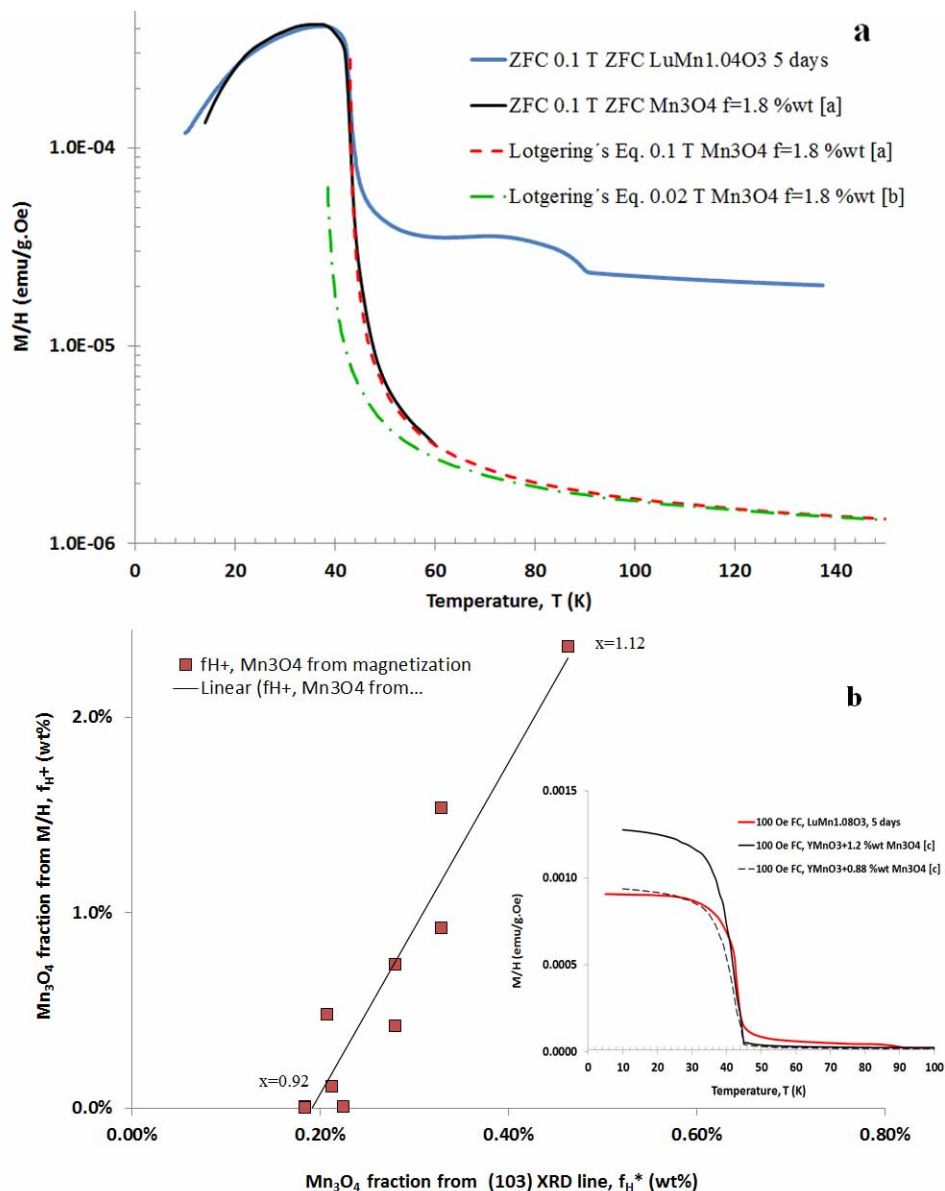 a
ZFC 0.1 T ZFC LuMn1.04O3 5 days
ZFC 0.1 T ZFC Mn3O4 f=1.8 %wt [a]
Lotgering´s Eq. 0.1 T Mn3O4 f=1.8 %wt [a]
Lotgering´s Eq. 0.02 T Mn3O4 f=1.8 %wt [b]
M/H (emu/g.Oe)
1.0E-04
1.0E-05
1.0E-06
0 20 40 60 80 100 120 140
Temperature, T (K)
b
fH+, Mn3O4 from magnetization
Linear (fH+, Mn3O4 from...
x=1.12
x=0.92
Mn₃O₄ fraction from M/H, f_H+ (wt%)
2.0%
1.0%
0.0%
0.00% 0.20% 0.40% 0.60% 0.80%
Mn₃O₄ fraction from (103) XRD line, f_H* (wt%)
100 Oe FC, LuMn1.08O3, 5 days
100 Oe FC, YMnO3+1.2 %wt Mn3O4 [c]
100 Oe FC, YMnO3+0.88 %wt Mn3O4 [c]
M/H (emu/g.Oe)
0.0015
0.0010
0.0005
0.0000
0 10 20 30 40 50 60 70 80 90 100
Temperature, T (K)